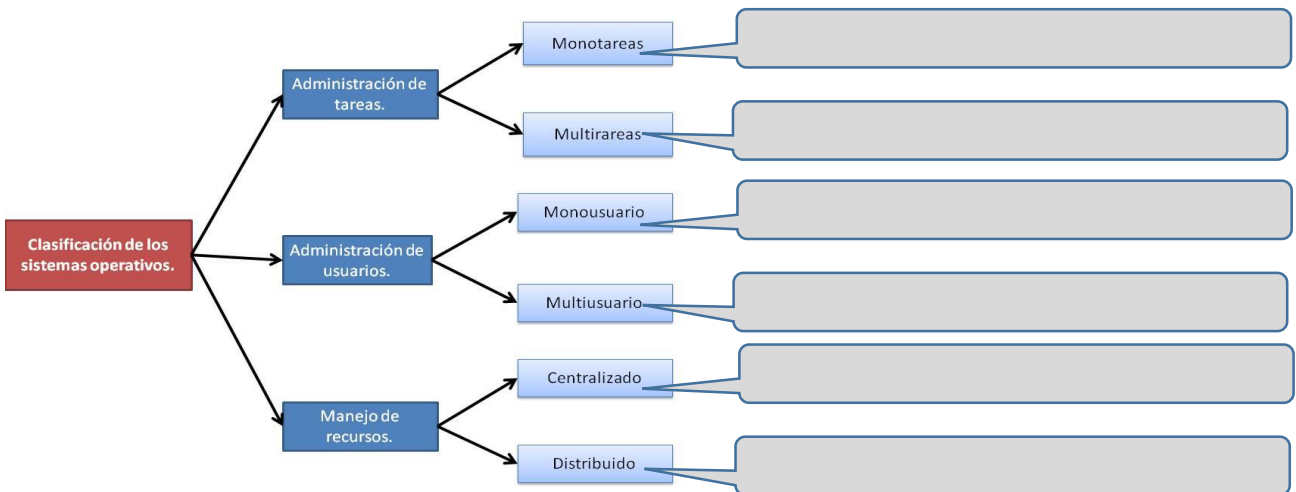 Clasificación de los
sistemas operativos.
Administración de
tareas.
Monotareas
Multirareas
Administración de
usuarios.
Monousuario
Multiusuario
Manejo de
recursos.
Centralizado
Distribuido